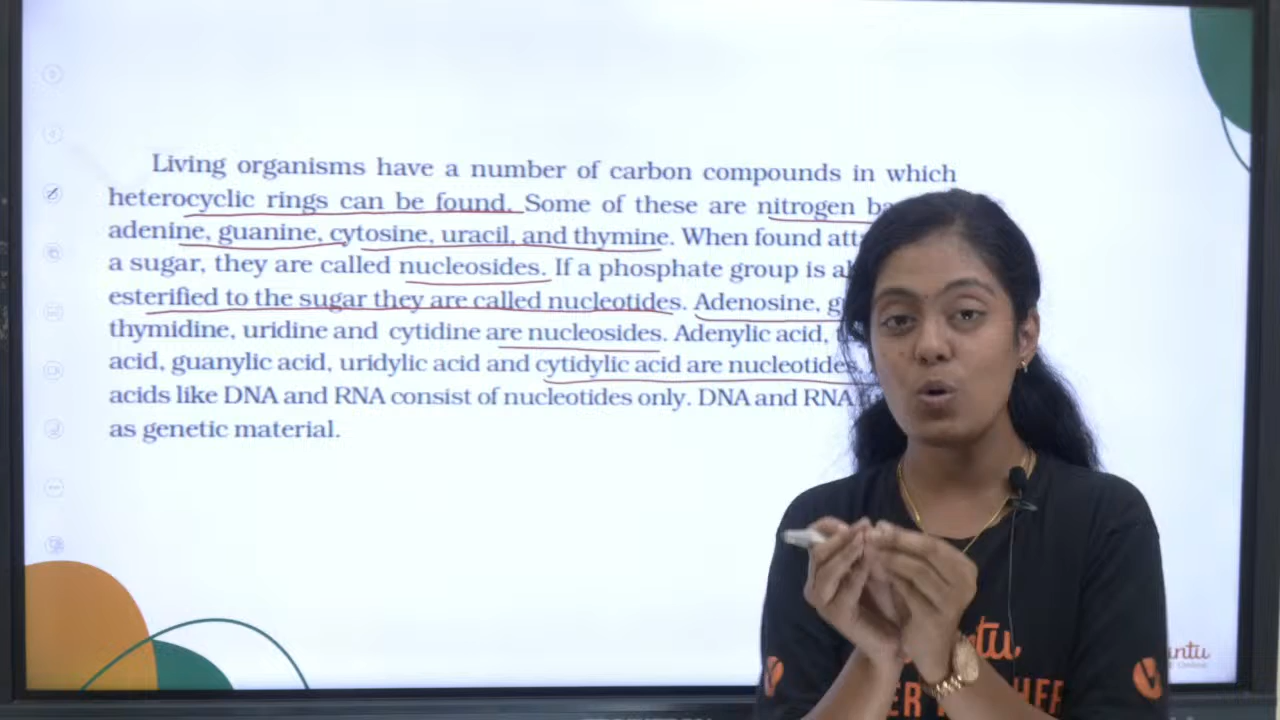 Living organisms have a number of carbon compounds in which
heterocyclic rings can be found. Some of these are nitrogen
adenine, guanine, cytosine, uracil, and thymine. When found
a sugar, they are called nucleosides. If a phosphate group is
esterified to the sugar they are called nucleotides. Adenosine,
thymidine, uridine and cytidine are nucleosides. Adenylic acid,
acid, guanylic acid, uridylic acid and cytidylic acid are nucleotides.
acids like DNA and RNA consist of nucleotides only. DNA and RNA
as genetic material.